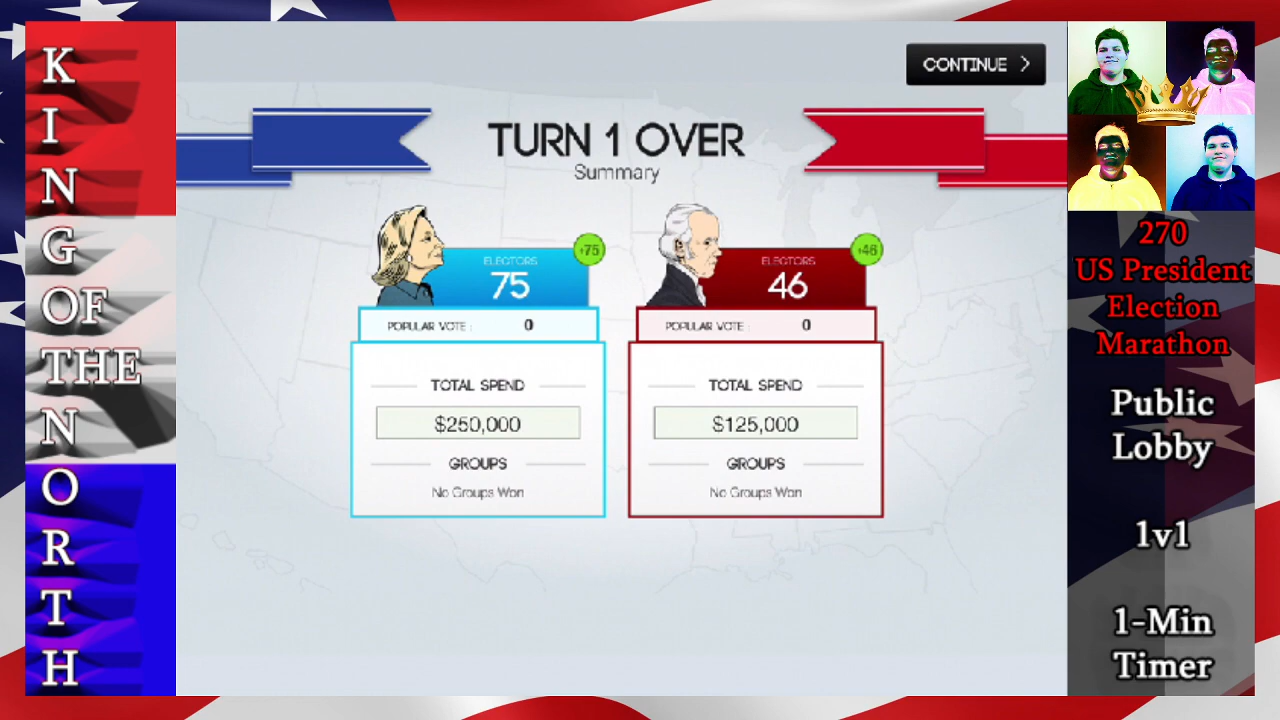 KING
OF
THE
NORTH
CONTINUE >
TURN 1 OVER
Summary
ELECTORS
75
+75
POPULAR VOTE : 0
TOTAL SPEND
$250,000
GROUPS
No Groups Won
ELECTORS
46
+46
POPULAR VOTE : 0
TOTAL SPEND
$125,000
GROUPS
No Groups Won
270
US President
Election
Marathon
Public
Lobby
1v1
1-Min
Timer